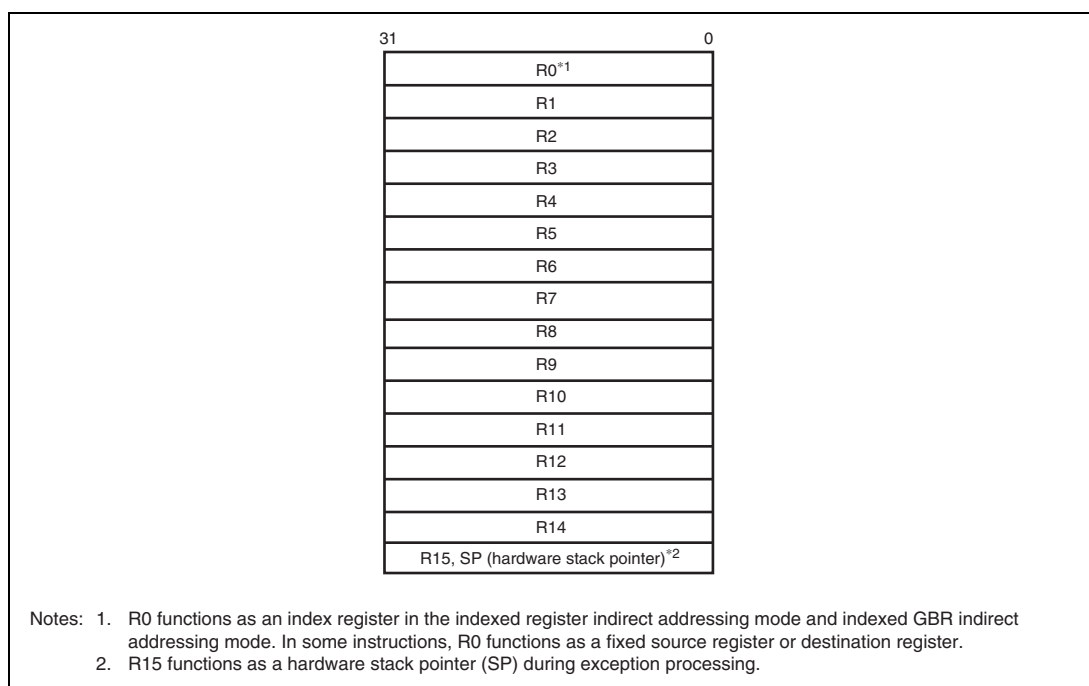 31 0
R0*1
R1
R2
R3
R4
R5
R6
R7
R8
R9
R10
R11
R12
R13
R14
R15, SP (hardware stack pointer)*2
Notes: 1. R0 functions as an index register in the indexed register indirect addressing mode and indexed GBR indirect
addressing mode. In some instructions, R0 functions as a fixed source register or destination register.
2. R15 functions as a hardware stack pointer (SP) during exception processing.